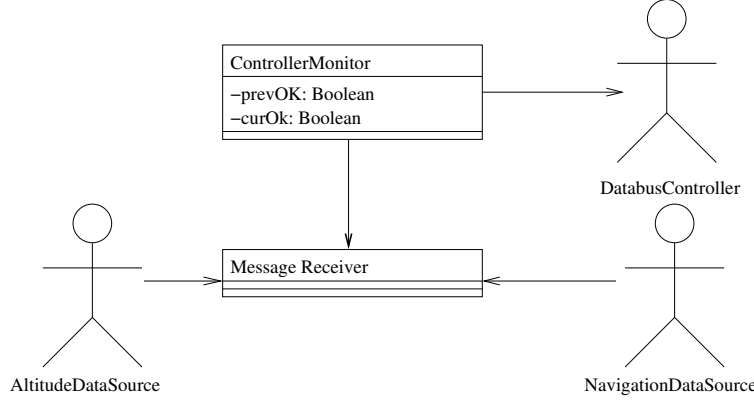 ControllerMonitor
−prevOK: Boolean
−curOk: Boolean
DatabusController
Message Receiver
AltitudeDataSource
NavigationDataSource